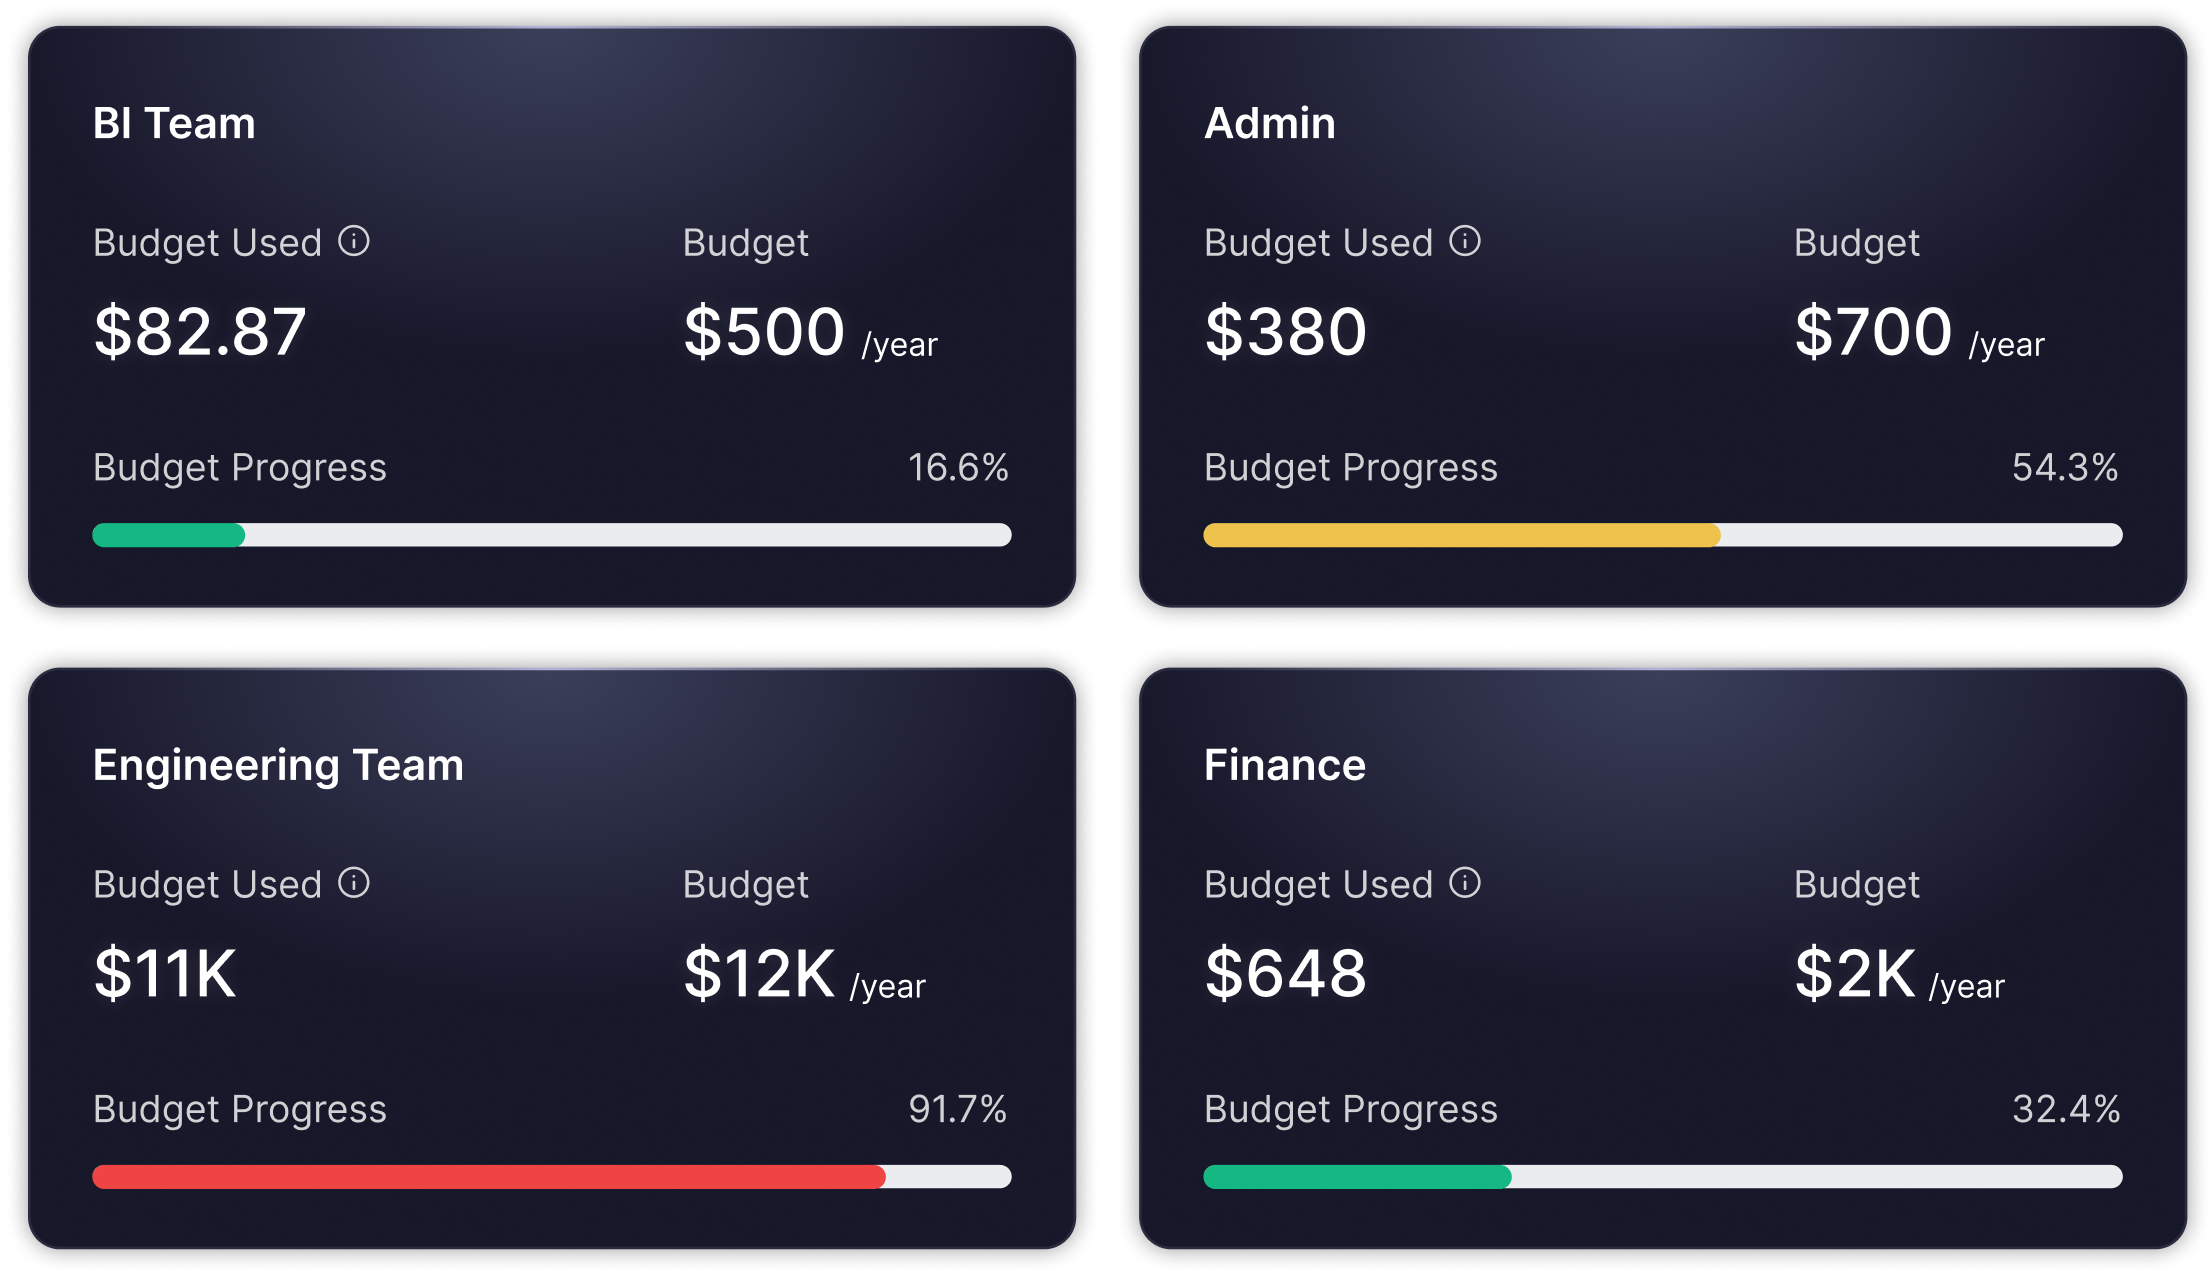 BI Team
Budget Used
Budget
$82.87
$500 /year
Budget Progress
16.6%
Admin
Budget Used
Budget
$380
$700 /year
Budget Progress
54.3%
Engineering Team
Budget Used
Budget
$11K
$12K /year
Budget Progress
91.7%
Finance
Budget Used
Budget
$648
$2K /year
Budget Progress
32.4%